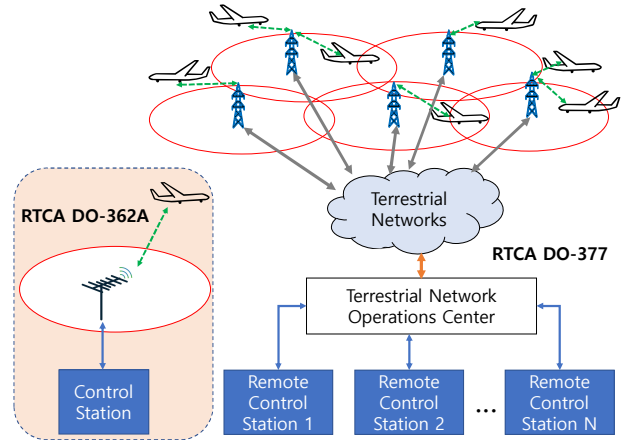 Terrestrial
Networks
RTCA DO-362A
RTCA DO-377
Terrestrial Network
Operations Center
Control
Station
Remote
Control
Station 1
Remote
Control
Station 2
...
Remote
Control
Station N